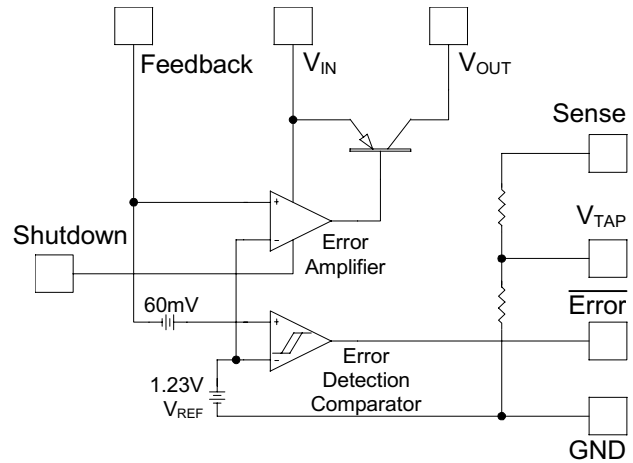 Feedback
V_IN
V_OUT
Sense
V_TAP
Shutdown
+
-
Error
Amplifier
60mV
Error
+
-
Error
Detection
Comparator
1.23V
V_REF
GND